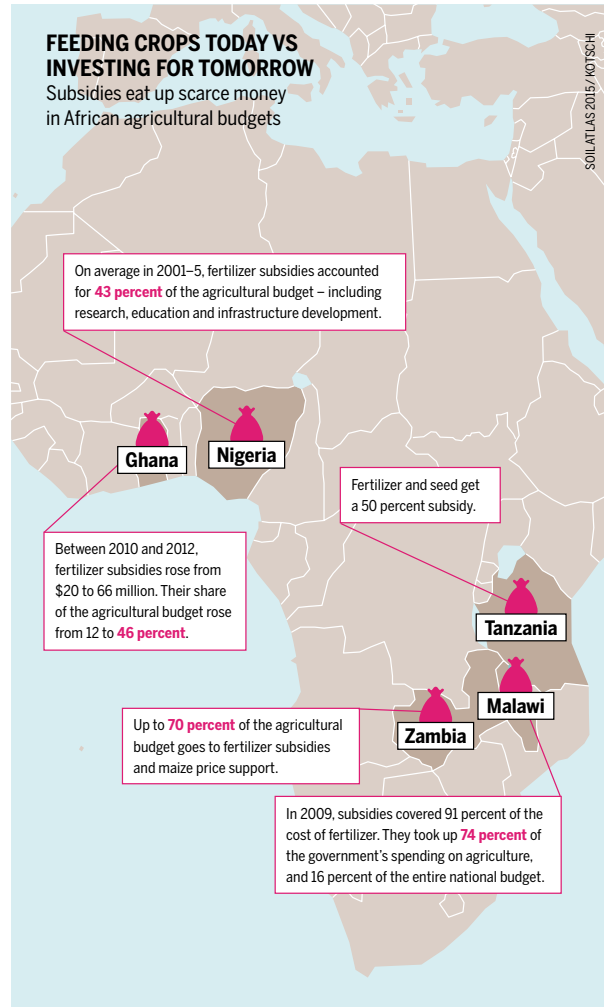 FEEDING CROPS TODAY VS
INVESTING FOR TOMORROW
Subsidies eat up scarce money
in African agricultural budgets
SOILATLAS 2015 / KOTSCHI
On average in 2001–5, fertilizer subsidies accounted
for 43 percent of the agricultural budget – including
research, education and infrastructure development.
Ghana
Nigeria
Fertilizer and seed get
a 50 percent subsidy.
Between 2010 and 2012,
fertilizer subsidies rose from
$20 to 66 million. Their share
of the agricultural budget rose
from 12 to 46 percent.
Tanzania
Malawi
Zambia
Up to 70 percent of the agricultural
budget goes to fertilizer subsidies
and maize price support.
In 2009, subsidies covered 91 percent of the
cost of fertilizer. They took up 74 percent of
the government’s spending on agriculture,
and 16 percent of the entire national budget.